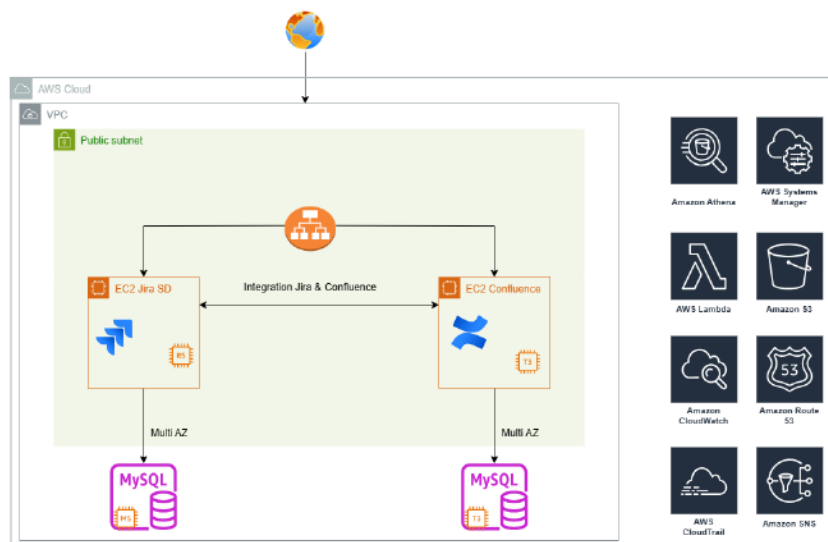 AWS Cloud
VPC
Public subnet
EC2 Jira SD
Integration Jira & Confluence
EC2 Confluence
T3
Multi AZ
Multi AZ
MySQL
M5
MySQL
T3
Amazon Athena
AWS Systems
Manager
AWS Lambda
Amazon S3
Amazon
CloudWatch
53
Amazon Route
53
AWS
CloudTrail
Amazon SNS